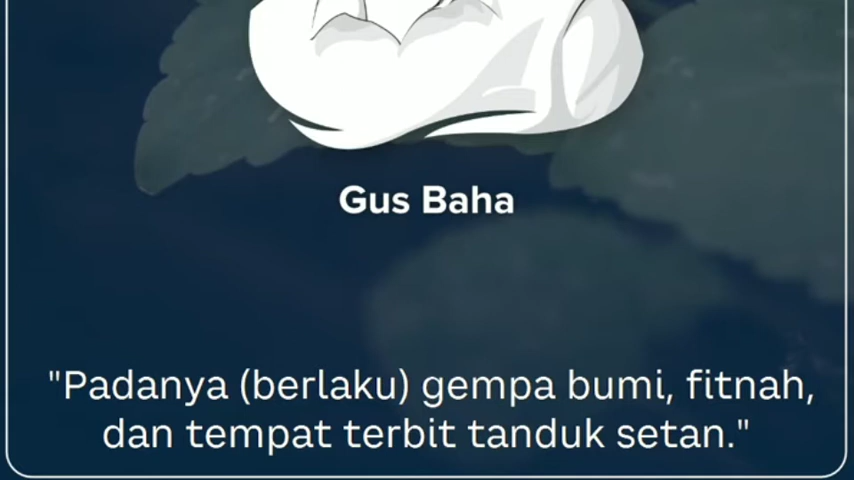 Gus Baha
"Padanya (berlaku) gempa bumi, fitnah,
dan tempat terbit tanduk setan."